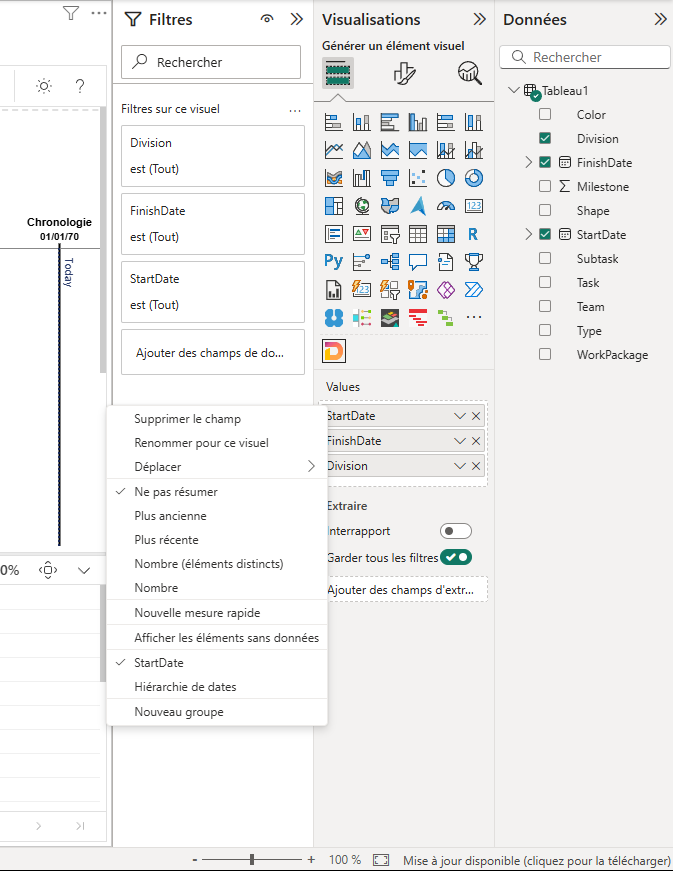 Filtres
Rechercher
Filtres sur ce visuel
...
Division
est (Tout)
FinishDate
est (Tout)
StartDate
est (Tout)
Ajouter des champs de do...
Chronologie
01/01/70
Today
0%
Supprimer le champ
Renommer pour ce visuel
Déplacer
Ne pas résumer
Plus ancienne
Plus récente
Nombre (éléments distincts)
Nombre
Nouvelle mesure rapide
Afficher les éléments sans données
StartDate
Hiérarchie de dates
Nouveau groupe
Visualisations
Générer un élément visuel
123
R
Py
123
...
Values
StartDate
FinishDate
Division
Extraire
Interrapport
Garder tous les filtres
Ajouter des champs d'extr...
Données
Rechercher
Tableau1
Color
Division
FinishDate
Milestone
Shape
StartDate
Subtask
Task
Team
Type
WorkPackage
- + 100 %
Mise à jour disponible (cliquez pour la télécharger)